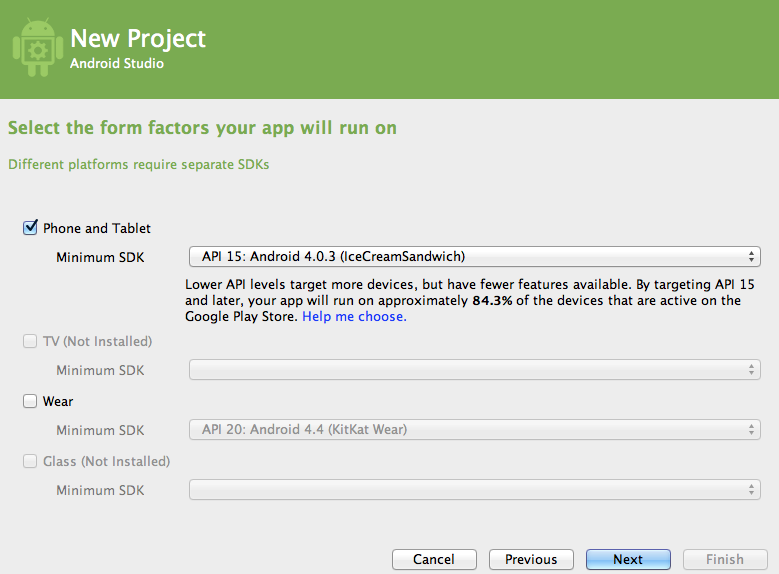 New Project
Android Studio
Select the form factors your app will run on
Different platforms require separate SDKs
Phone and Tablet
Minimum SDK API 15: Android 4.0.3 (IceCreamSandwich)
Lower API levels target more devices, but have fewer features available. By targeting API 15
and later, your app will run on approximately 84.3% of the devices that are active on the
Google Play Store. Help me choose.
TV (Not Installed)
Minimum SDK
Wear
Minimum SDK API 20: Android 4.4 (KitKat Wear)
Glass (Not Installed)
Minimum SDK
Cancel Previous Next Finish